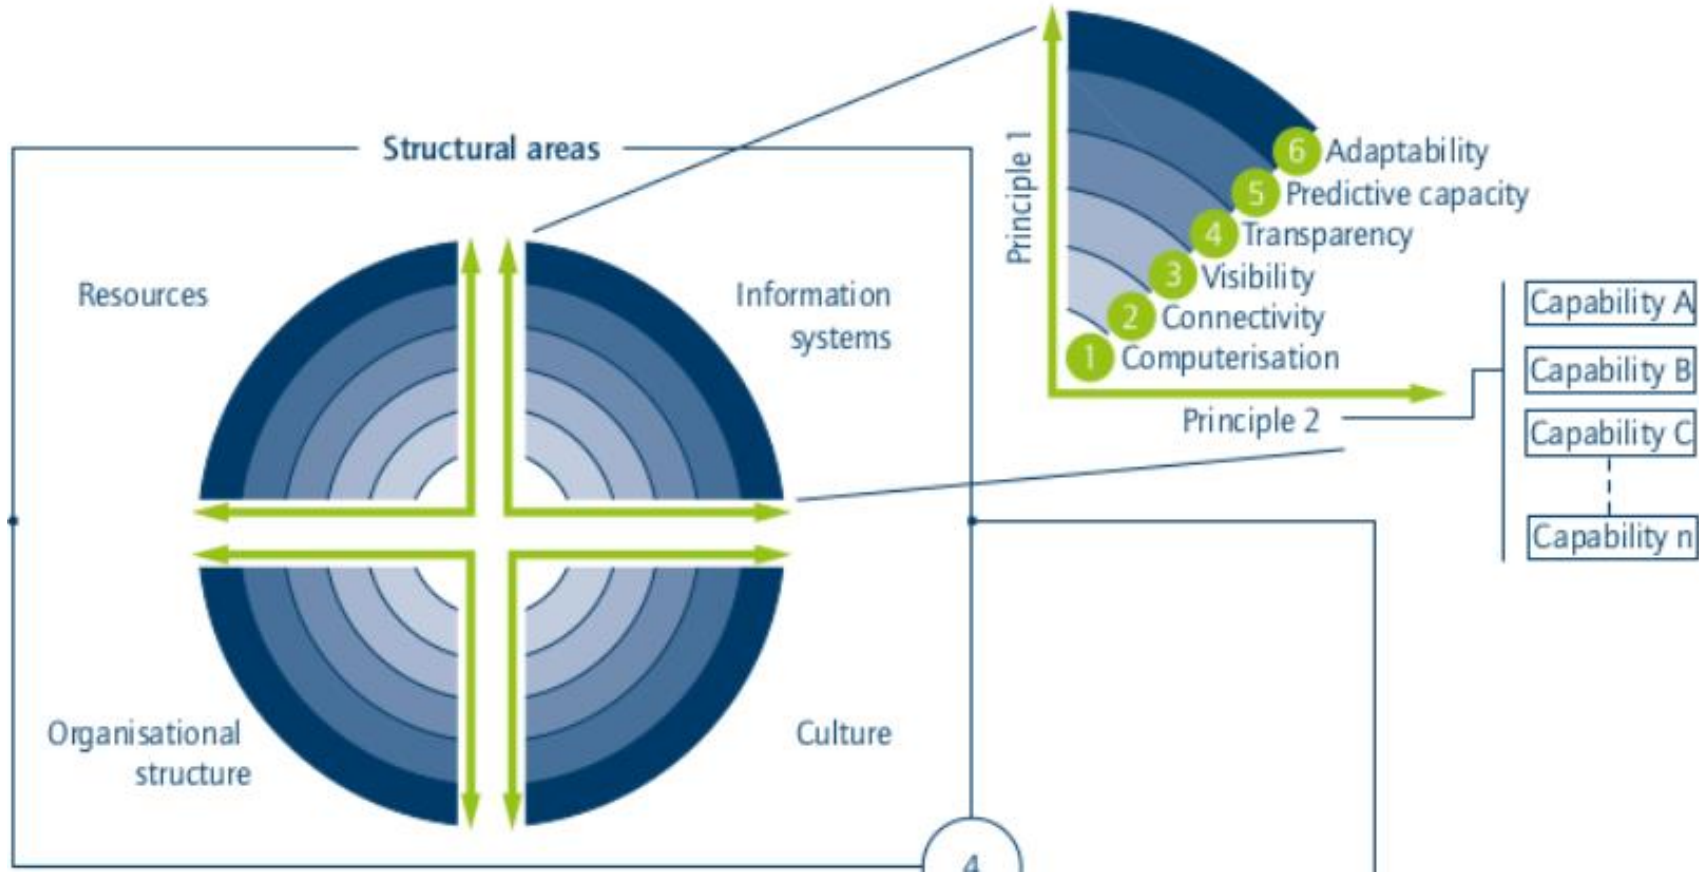 Structural areas
Resources
Information
systems
Organisational
structure
Culture
4
Principle 1
6 Adaptability
5 Predictive capacity
4 Transparency
3 Visibility
2 Connectivity
1 Computerisation
Principle 2
Capability A
Capability B
Capability C
Capability n